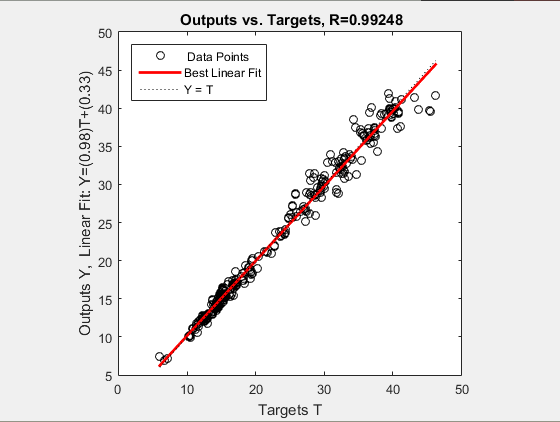 Outputs vs. Targets, R=0.99248
Data Points
Best Linear Fit
Y = T
Outputs Y, Linear Fit: Y=(0.98)T+(0.33)
50
45
40
35
30
25
20
15
10
5
0
10
20
30
40
50
Targets T